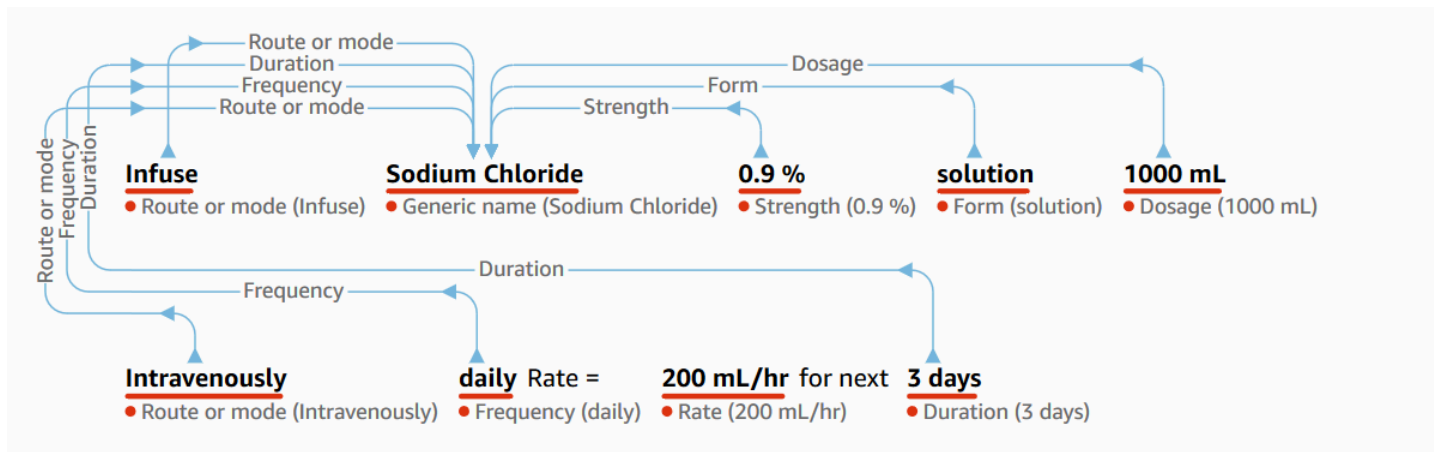 Route or mode
Duration
Dosage
Frequency
Form
Route or mode
Strength
Route or mode
Frequency
Duration
Infuse Sodium Chloride 0.9 % solution 1000 mL
Route or mode (Infuse) Generic name (Sodium Chloride) Strength (0.9 %) Form (solution) Dosage (1000 mL)
Duration
Frequency
Intravenously daily Rate = 200 mL/hr for next 3 days
Route or mode (Intravenously) Frequency (daily) Rate (200 mL/hr) Duration (3 days)